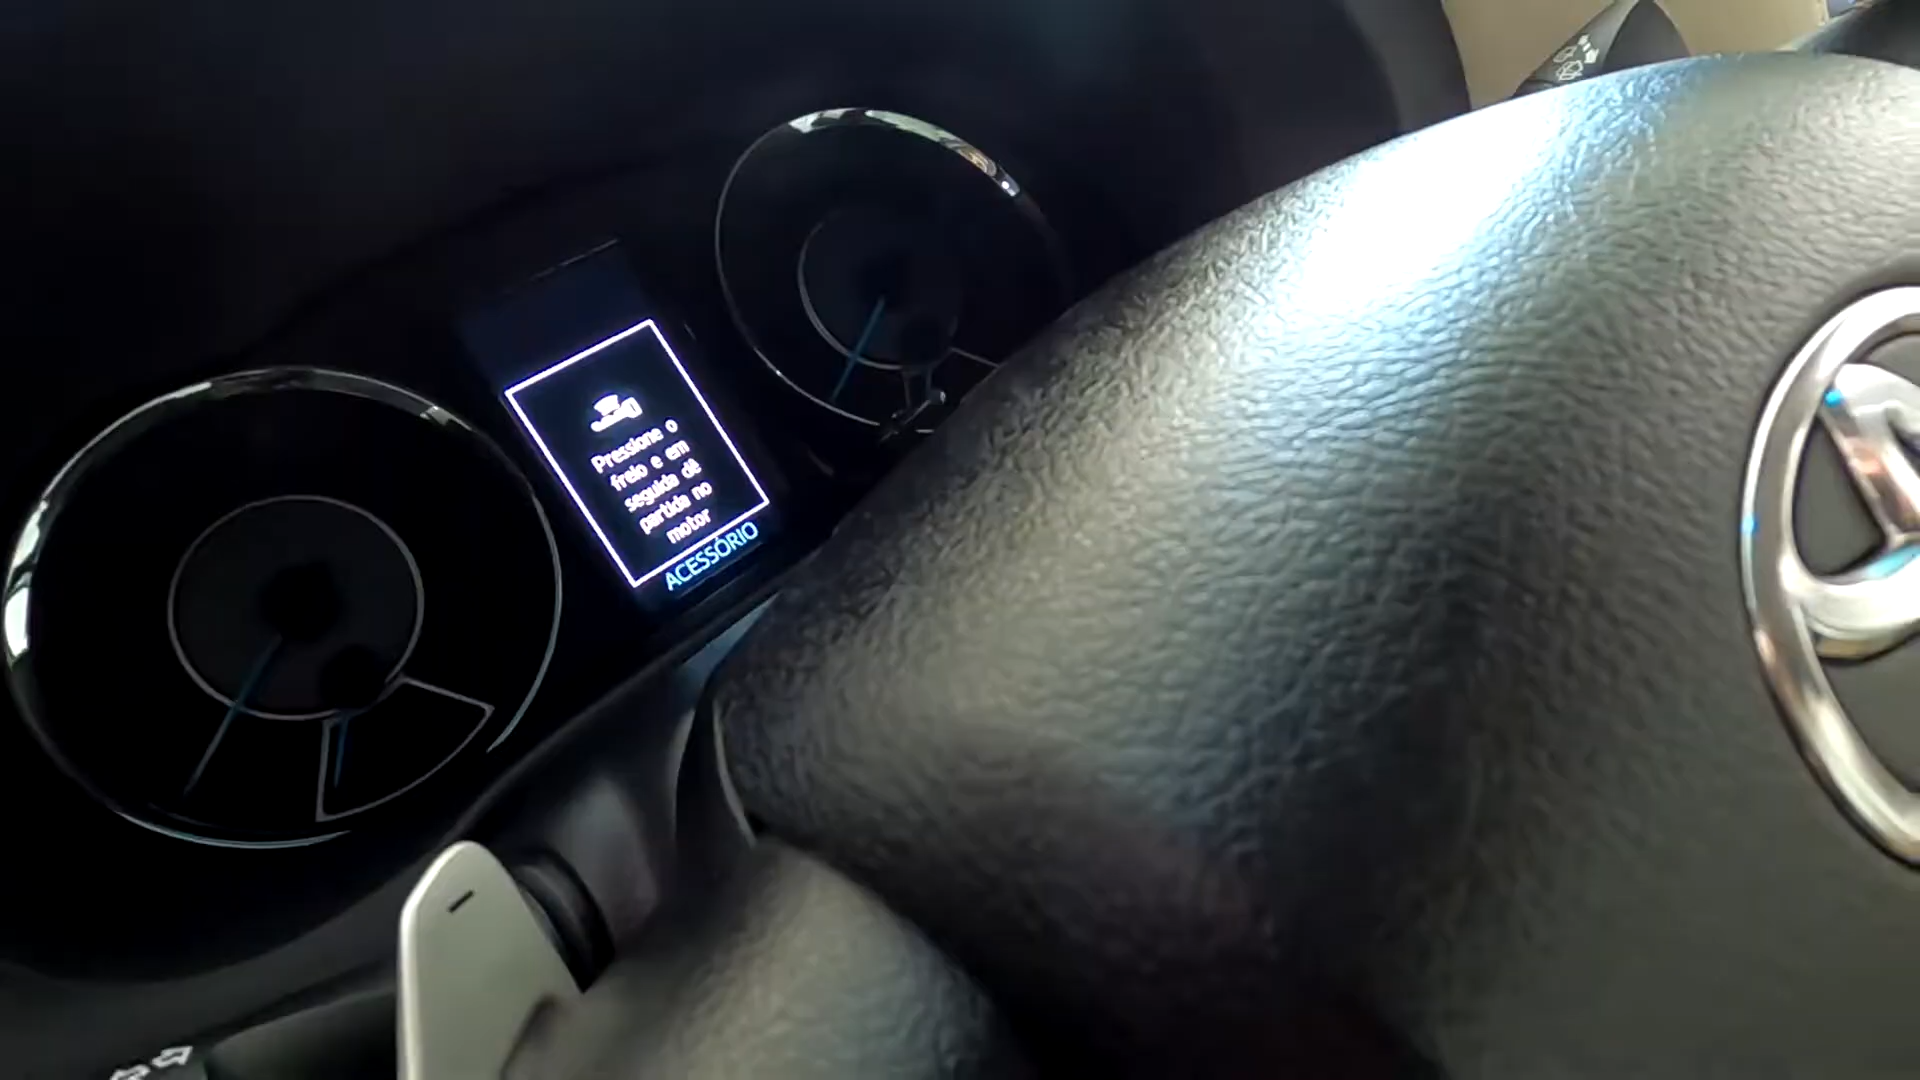 Pressione o
freio e em
seguida dê
partida no
motor
ACESSÓRIO